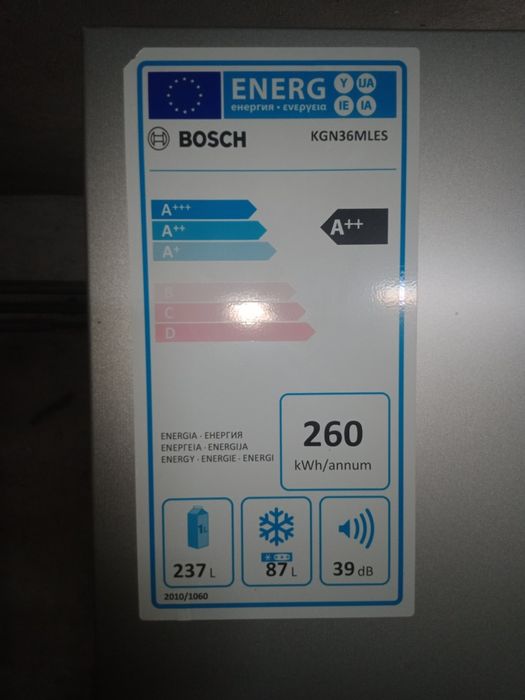 ENERG Y UA
енергия · ενεργεια IE IA
BOSCH KGN36MLES
A+++
A++
A+
A++
B
C
D
260
kWh/annum
ENERGIA · ЕНЕРГИЯ
ΕΝΕΡΓΕΙΑ · ENERGIJA
ENERGY · ENERGIE · ENERGI
1L
237 L
87 L
39 dB
2010/1060